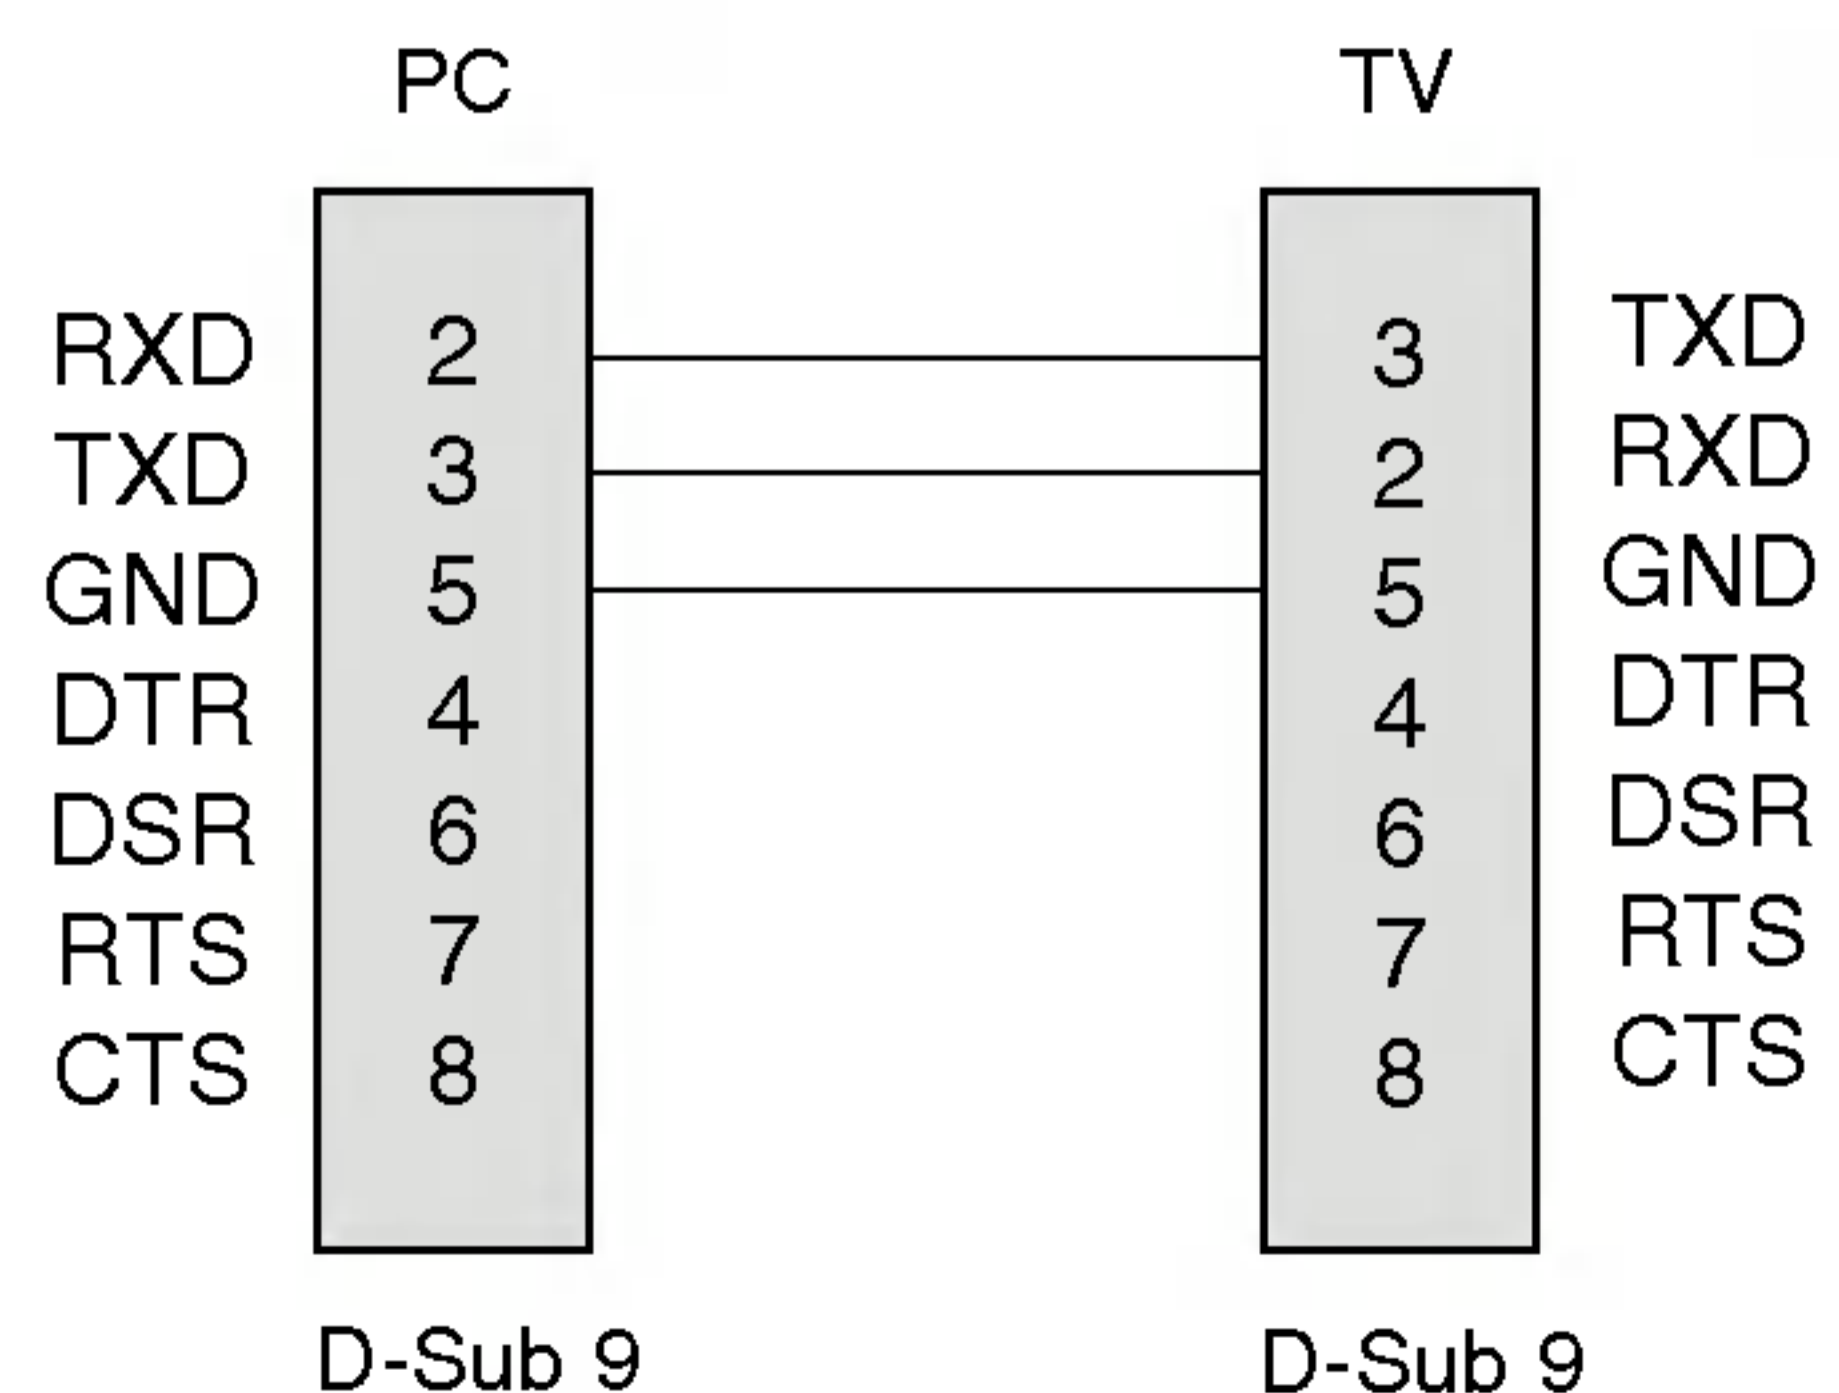 PC TV
RXD 2 3 TXD
TXD 3 2 RXD
GND 5 5 GND
DTR 4 4 DTR
DSR 6 6 DSR
RTS 7 7 RTS
CTS 8 8 CTS
D-Sub 9 D-Sub 9